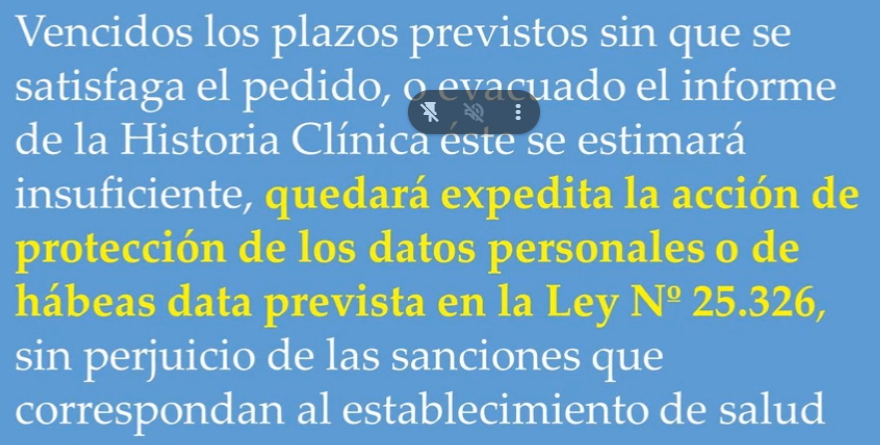 Vencidos los plazos previstos sin que se
satisfaga el pedido, o evacuado el informe
de la Historia Clínica éste se estimará
insuficiente, quedará expedita la acción de
protección de los datos personales o de
hábeas data prevista en la Ley Nº 25.326,
sin perjuicio de las sanciones que
correspondan al establecimiento de salud